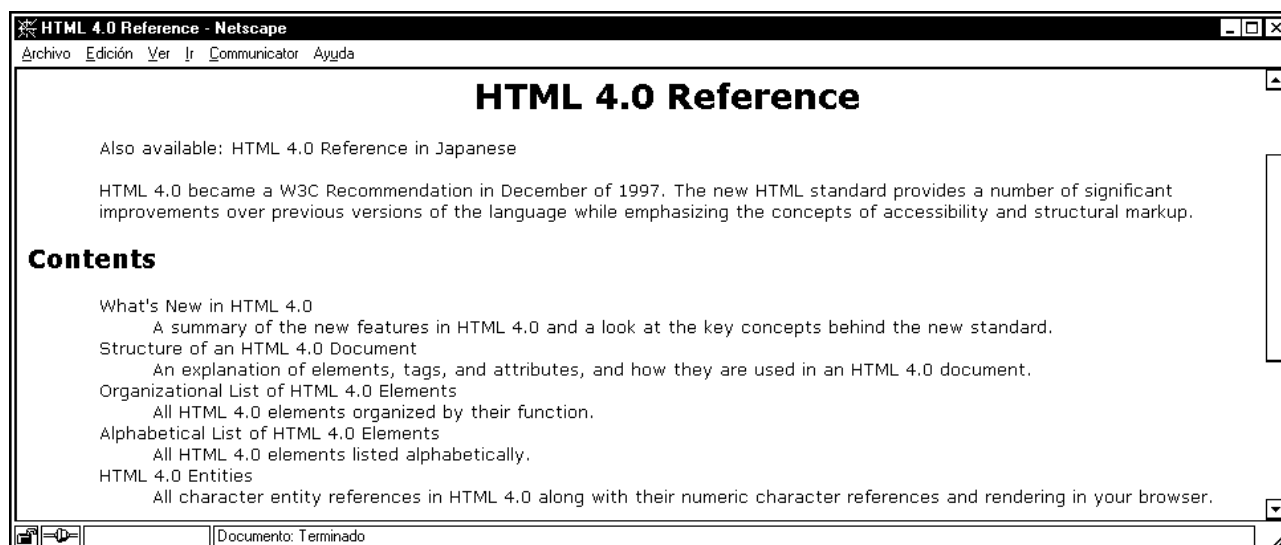 HTML 4.0 Reference - Netscape
Archivo Edición Ver Ir Communicator Ayuda
HTML 4.0 Reference
Also available: HTML 4.0 Reference in Japanese
HTML 4.0 became a W3C Recommendation in December of 1997. The new HTML standard provides a number of significant
improvements over previous versions of the language while emphasizing the concepts of accessibility and structural markup.
Contents
What's New in HTML 4.0
A summary of the new features in HTML 4.0 and a look at the key concepts behind the new standard.
Structure of an HTML 4.0 Document
An explanation of elements, tags, and attributes, and how they are used in an HTML 4.0 document.
Organizational List of HTML 4.0 Elements
All HTML 4.0 elements organized by their function.
Alphabetical List of HTML 4.0 Elements
All HTML 4.0 elements listed alphabetically.
HTML 4.0 Entities
All character entity references in HTML 4.0 along with their numeric character references and rendering in your browser.
Documento: Terminado